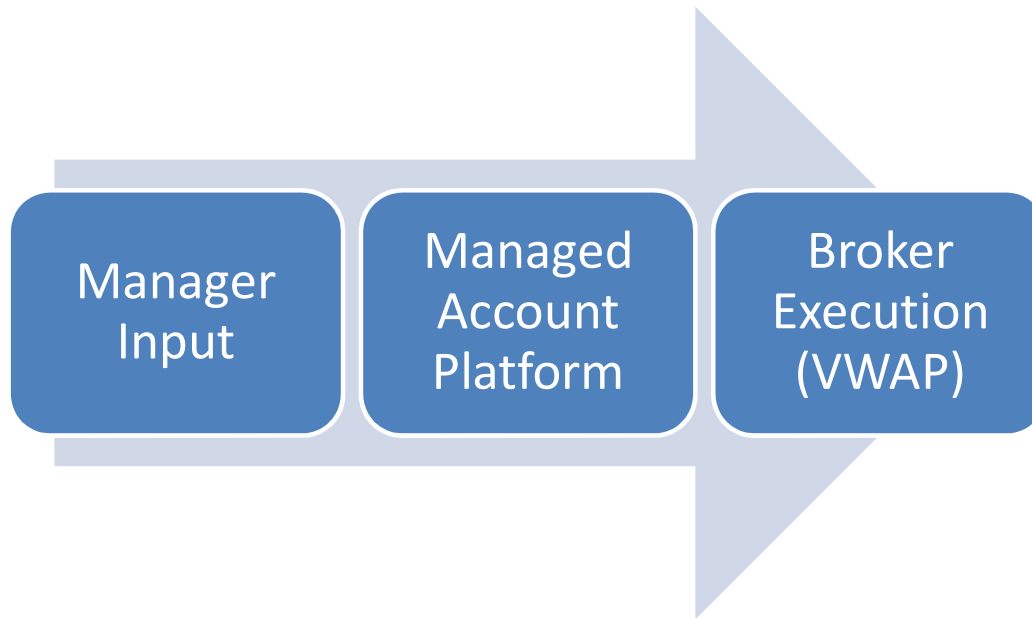 Manager
Input
Managed
Account
Platform
Broker
Execution
(VWAP)